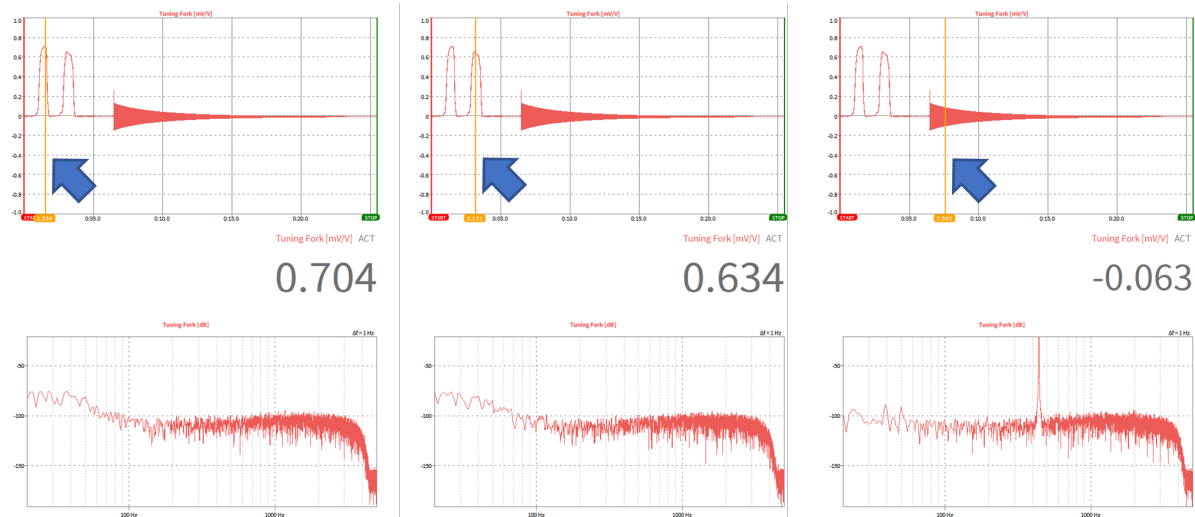 Tuning Fork [mV/V]
1.0
0.8
0.6
0.4
0.2
0
-0.2
-0.4
-0.6
-0.8
-1.0
1.534
0:05.0
0:10.0
0:15.0
0:20.0
STOP
Tuning Fork [mV/V] ACT
0.704
Tuning Fork [dB]
Δf = 1 Hz
-50
-100
-150
100 Hz
1000 Hz
Tuning Fork [mV/V]
1.0
0.8
0.6
0.4
0.2
0
-0.2
-0.4
-0.6
-0.8
-1.0
START
3.173
0:05.0
0:10.0
0:15.0
0:20.0
STOP
Tuning Fork [mV/V] ACT
0.634
Tuning Fork [dB]
Δf = 1 Hz
-50
-100
-150
100 Hz
1000 Hz
Tuning Fork [mV/V]
1.0
0.8
0.6
0.4
0.2
0
-0.2
-0.4
-0.6
-0.8
-1.0
START
7.565
0:05.0
0:10.0
0:15.0
0:20.0
STOP
Tuning Fork [mV/V] ACT
-0.063
Tuning Fork [dB]
Δf = 1 Hz
-50
-100
-150
100 Hz
1000 Hz